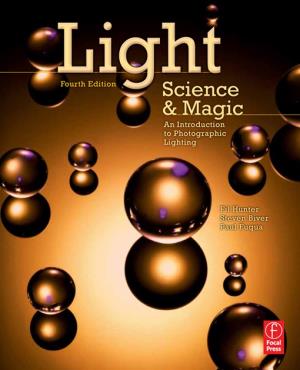 Light
Fourth Edition
Science
& Magic
An Introduction
to Photographic
Lighting
Fil Hunter
Steven Biver
Paul Fuqua
Focal
Press